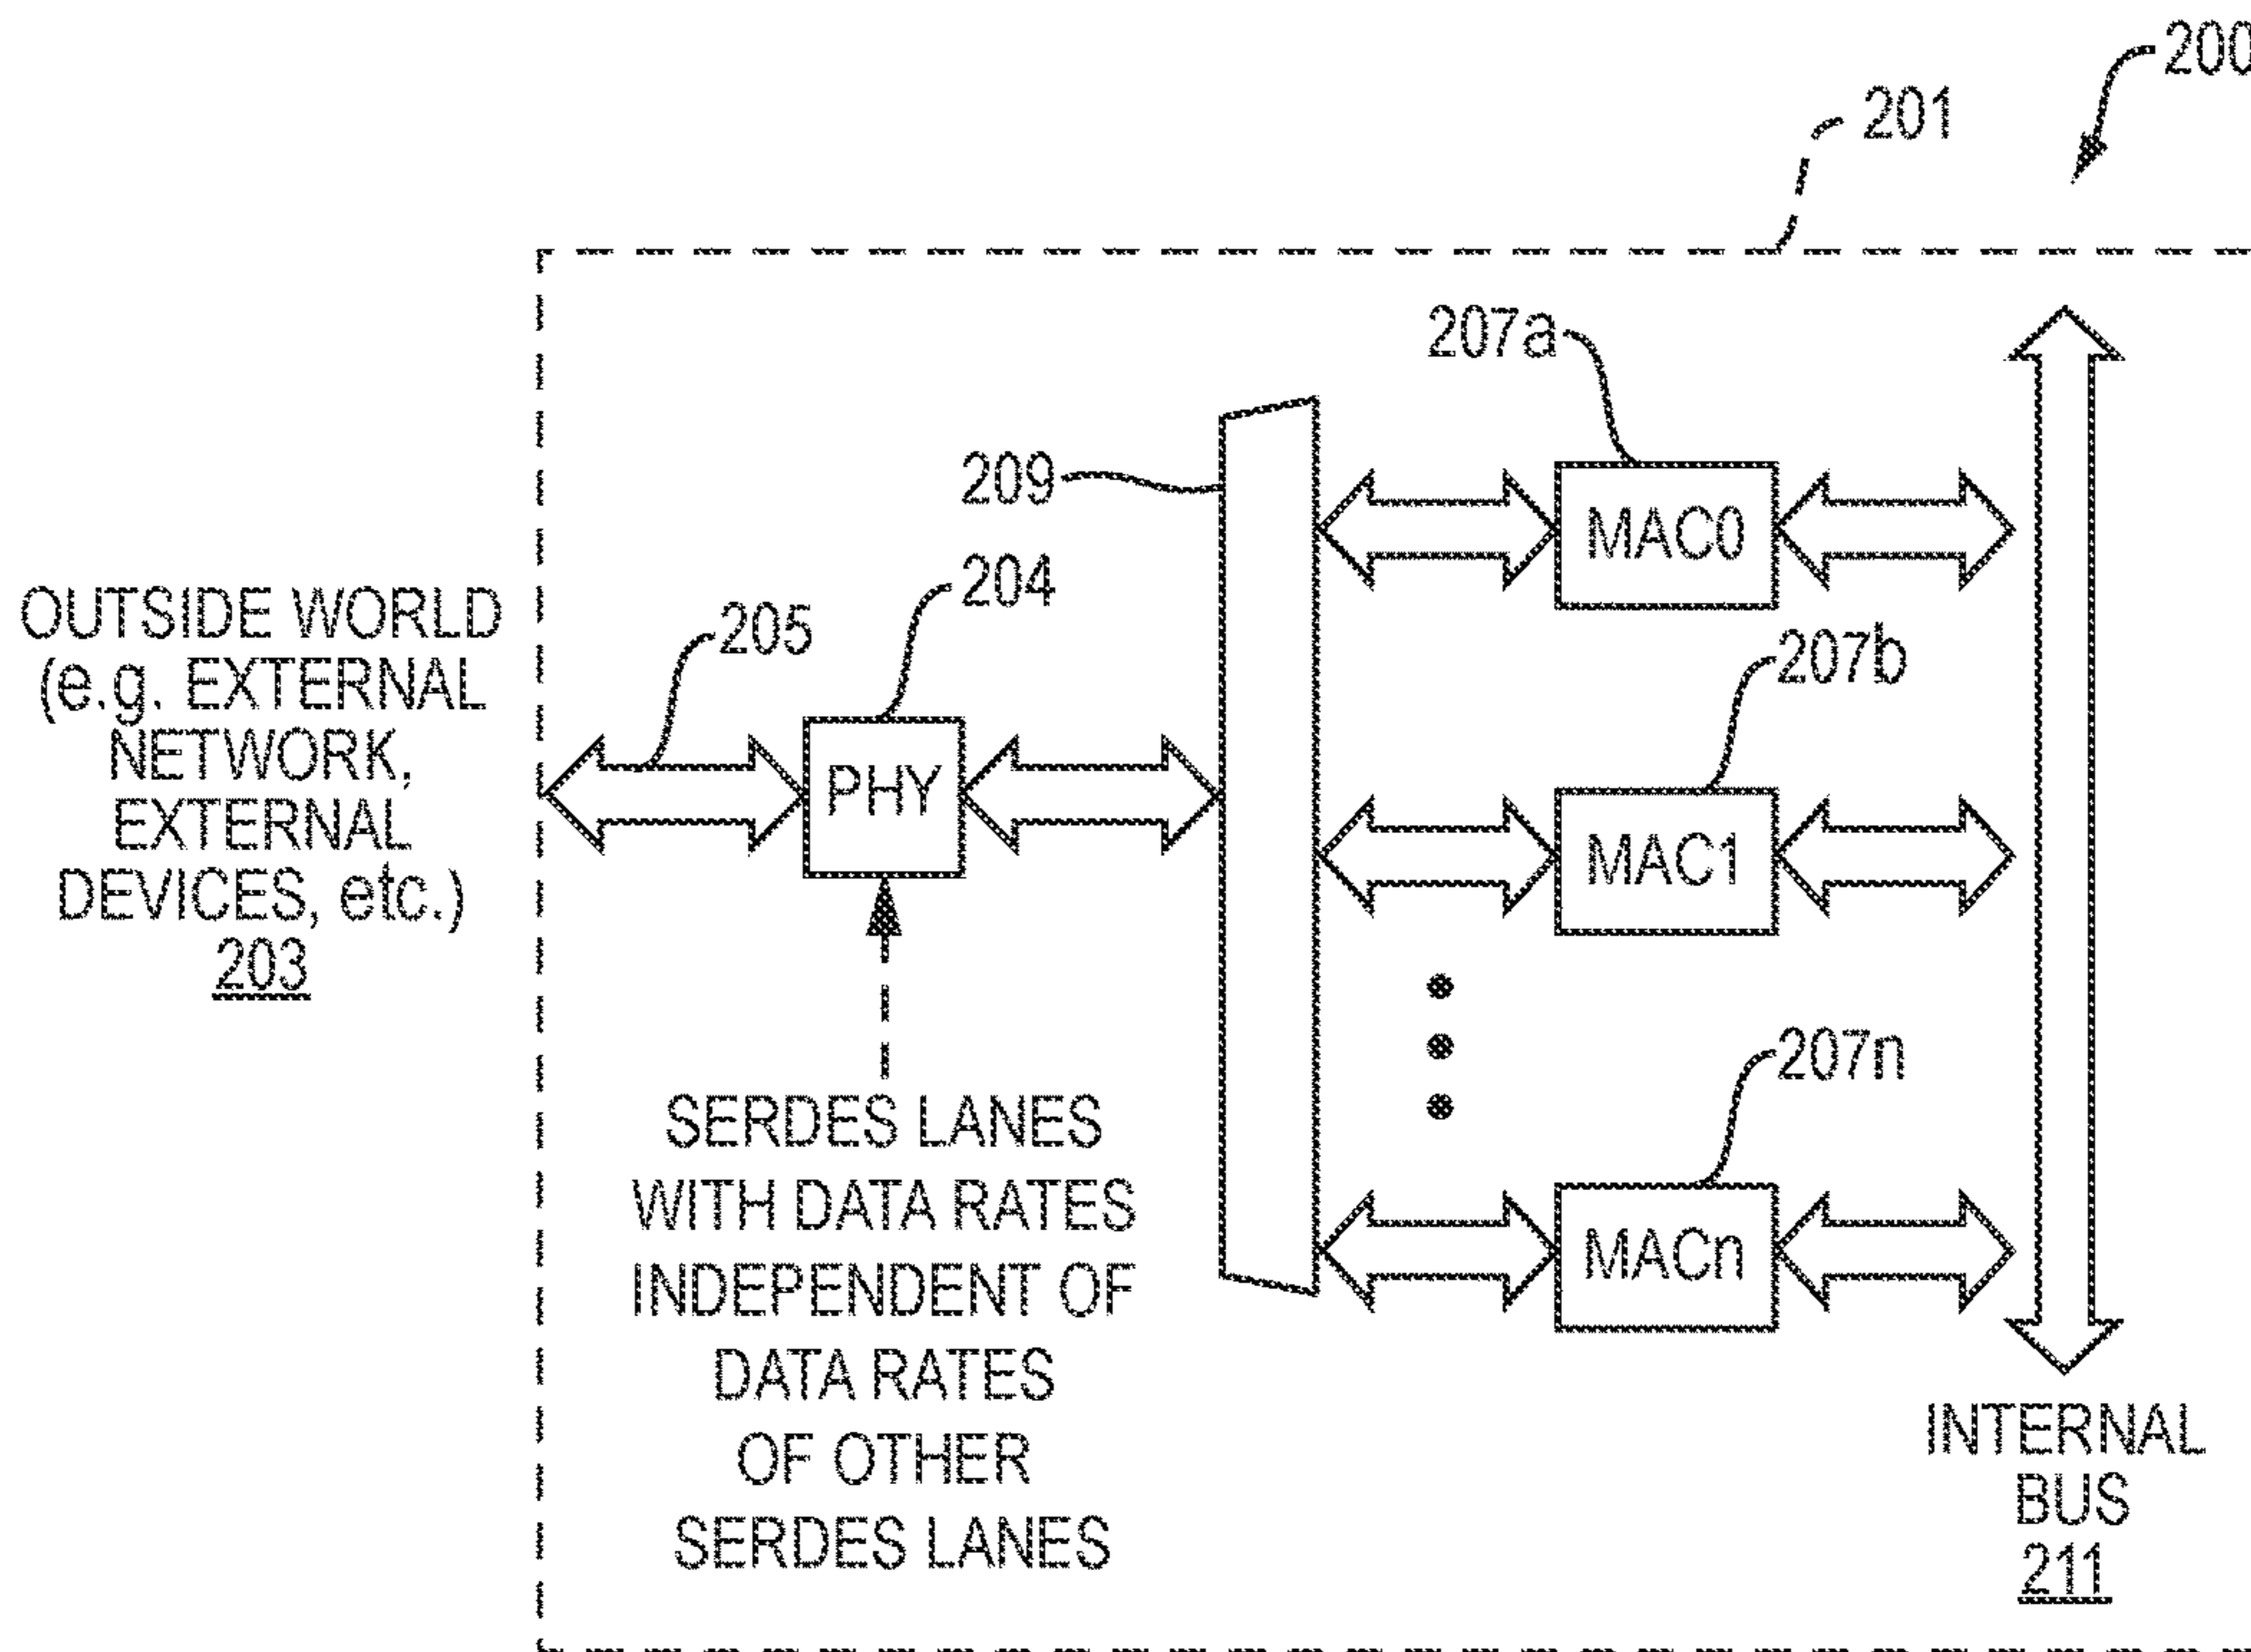 200
201
207a
209
MAC0
204
OUTSIDE WORLD
(e.g. EXTERNAL
NETWORK,
EXTERNAL
DEVICES, etc.)
203
205
207b
PHY
MAC1
207n
SERDES LANES
WITH DATA RATES
INDEPENDENT OF
DATA RATES
OF OTHER
SERDES LANES
MACn
INTERNAL
BUS
211